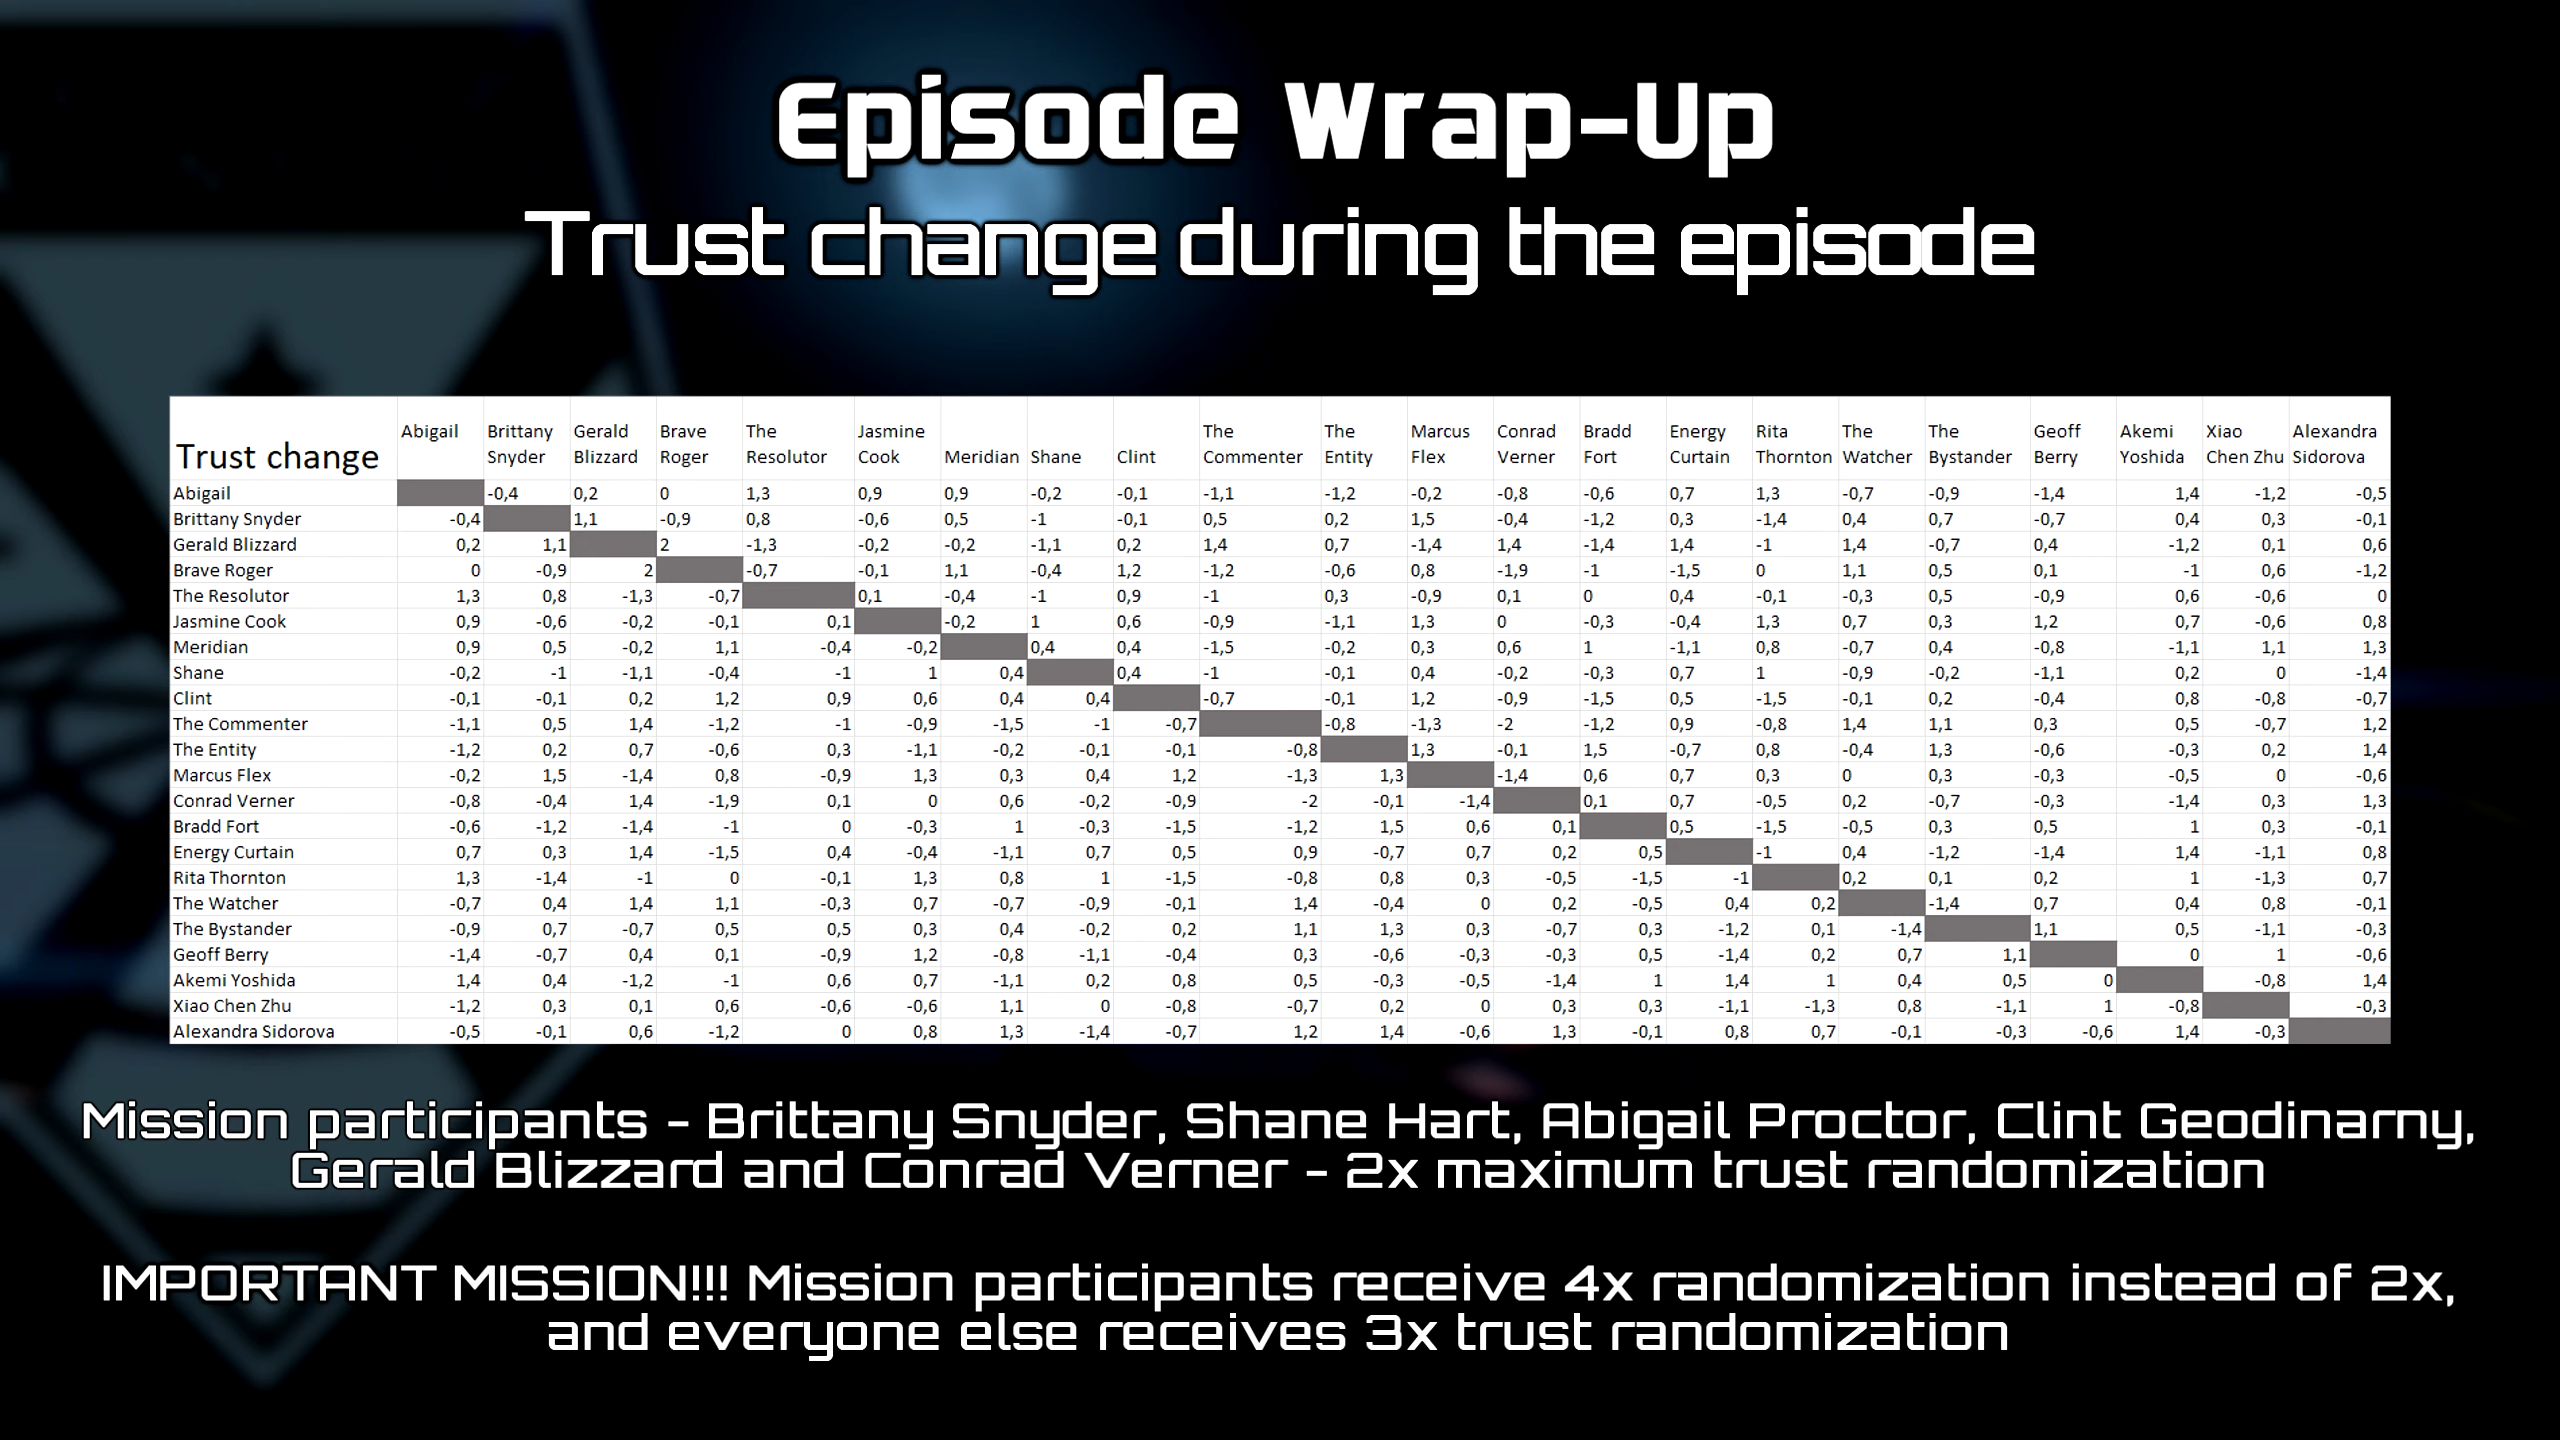 Episode Wrap-Up
Trust change during the episode
Trust change Abigail Brittany Snyder Gerald Blizzard Brave Roger The Resolutor Jasmine Cook Meridian Shane Clint The Commenter The Entity Marcus Flex Conrad Verner Bradd Fort Energy Curtain Rita Thornton The Watcher The Bystander Geoff Berry Akemi Yoshida Xiao Chen Zhu Alexandra Sidorova
Abigail -0,4 0,2 0 1,3 0,9 0,9 -0,2 -0,1 -1,1 -1,2 -0,2 -0,8 -0,6 0,7 1,3 -0,7 -0,9 -1,4 1,4 -1,2 -0,5
Brittany Snyder -0,4 1,1 -0,9 0,8 -0,6 0,5 -1 -0,1 0,5 0,2 1,5 -0,4 -1,2 0,3 -1,4 0,4 0,7 -0,7 0,4 0,3 -0,1
Gerald Blizzard 0,2 1,1 2 -1,3 -0,2 -0,2 -1,1 0,2 1,4 0,7 -1,4 1,4 -1,4 1,4 -1 1,4 -0,7 0,4 -1,2 0,1 0,6
Brave Roger 0 -0,9 2 -0,7 -0,1 1,1 -0,4 1,2 -1,2 -0,6 0,8 -1,9 -1 -1,5 0 1,1 0,5 0,1 -1 0,6 -1,2
The Resolutor 1,3 0,8 -1,3 -0,7 0,1 -0,4 -1 0,9 -1 0,3 -0,9 0,1 0 0,4 -0,1 -0,3 0,5 -0,9 0,6 -0,6 0
Jasmine Cook 0,9 -0,6 -0,2 -0,1 0,1 -0,2 1 0,6 -0,9 -1,1 1,3 0 -0,3 -0,4 1,3 0,7 0,3 1,2 0,7 -0,6 0,8
Meridian 0,9 0,5 -0,2 1,1 -0,4 -0,2 0,4 0,4 -1,5 -0,2 0,3 0,6 1 -1,1 0,8 -0,7 0,4 -0,8 -1,1 1,1 1,3
Shane -0,2 -1 -1,1 -0,4 -1 1 0,4 0,4 -1 -0,1 0,4 -0,2 -0,3 0,7 1 -0,9 -0,2 -1,1 0,2 0 -1,4
Clint -0,1 -0,1 0,2 1,2 0,9 0,6 0,4 0,4 -0,7 -0,1 1,2 -0,9 -1,5 0,5 -1,5 -0,1 0,2 -0,4 0,8 -0,8 -0,7
The Commenter -1,1 0,5 1,4 -1,2 -1 -0,9 -1,5 -1 -0,7 -0,8 -1,3 -2 -1,2 0,9 -0,8 1,4 1,1 0,3 0,5 -0,7 1,2
The Entity -1,2 0,2 0,7 -0,6 0,3 -1,1 -0,2 -0,1 -0,1 -0,8 1,3 -0,1 1,5 -0,7 0,8 -0,4 1,3 -0,6 -0,3 0,2 1,4
Marcus Flex -0,2 1,5 -1,4 0,8 -0,9 1,3 0,3 0,4 1,2 -1,3 1,3 -1,4 0,6 0,7 0,3 0 0,3 -0,3 -0,5 0 -0,6
Conrad Verner -0,8 -0,4 1,4 -1,9 0,1 0 0,6 -0,2 -0,9 -2 -0,1 -1,4 0,1 0,7 -0,5 0,2 -0,7 -0,3 -1,4 0,3 1,3
Bradd Fort -0,6 -1,2 -1,4 -1 0 -0,3 1 -0,3 -1,5 -1,2 1,5 0,6 0,1 0,5 -1,5 -0,5 0,3 0,5 1 0,3 -0,1
Energy Curtain 0,7 0,3 1,4 -1,5 0,4 -0,4 -1,1 0,7 0,5 0,9 -0,7 0,7 0,2 0,5 -1 0,4 -1,2 -1,4 1,4 -1,1 0,8
Rita Thornton 1,3 -1,4 -1 0 -0,1 1,3 0,8 1 -1,5 -0,8 0,8 0,3 -0,5 -1,5 -1 0,2 0,1 0,2 1 -1,3 0,7
The Watcher -0,7 0,4 1,4 1,1 -0,3 0,7 -0,7 -0,9 -0,1 1,4 -0,4 0 0,2 -0,5 0,4 0,2 -1,4 0,7 0,4 0,8 -0,1
The Bystander -0,9 0,7 -0,7 0,5 0,5 0,3 0,4 -0,2 0,2 1,1 1,3 0,3 -0,7 0,3 -1,2 0,1 -1,4 1,1 0,5 -1,1 -0,3
Geoff Berry -1,4 -0,7 0,4 0,1 -0,9 1,2 -0,8 -1,1 -0,4 0,3 -0,6 -0,3 -0,3 0,5 -1,4 0,2 0,7 1,1 0 1 -0,6
Akemi Yoshida 1,4 0,4 -1,2 -1 0,6 0,7 -1,1 0,2 0,8 0,5 -0,3 -0,5 -1,4 1 1,4 1 0,4 0,5 0 -0,8 1,4
Xiao Chen Zhu -1,2 0,3 0,1 0,6 -0,6 -0,6 1,1 0 -0,8 -0,7 0,2 0 0,3 0,3 -1,1 -1,3 0,8 -1,1 1 -0,8 -0,3
Alexandra Sidorova -0,5 -0,1 0,6 -1,2 0 0,8 1,3 -1,4 -0,7 1,2 1,4 -0,6 1,3 -0,1 0,8 0,7 -0,1 -0,3 -0,6 1,4 -0,3
Mission participants - Brittany Snyder, Shane Hart, Abigail Proctor, Clint Geodinarny,
Gerald Blizzard and Conrad Verner - 2x maximum trust randomization
IMPORTANT MISSION!!! Mission participants receive 4x randomization instead of 2x,
and everyone else receives 3x trust randomization